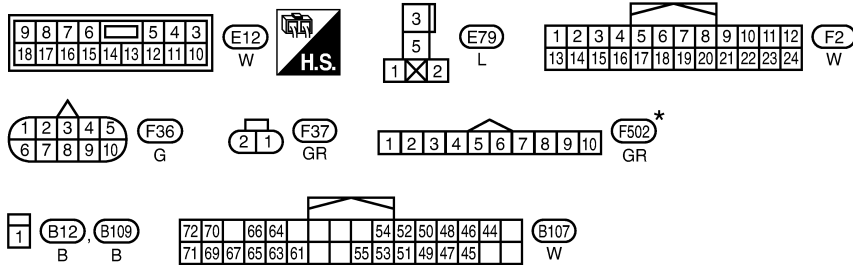 9 8 7 6 5 4 3
18 17 16 15 14 13 12 11 10
E12
W
H.S.
3
5
1 2
E79
L
1 2 3 4 5 6 7 8 9 10 11 12
13 14 15 16 17 18 19 20 21 22 23 24
F2
W
1 2 3 4 5
6 7 8 9 10
F36
G
2 1
F37
GR
1 2 3 4 5 6 7 8 9 10
F502 *
GR
1
B12 , B109
B B
72 70 66 64 54 52 50 48 46 44
71 69 67 65 63 61 55 53 51 49 47 45
B107
W